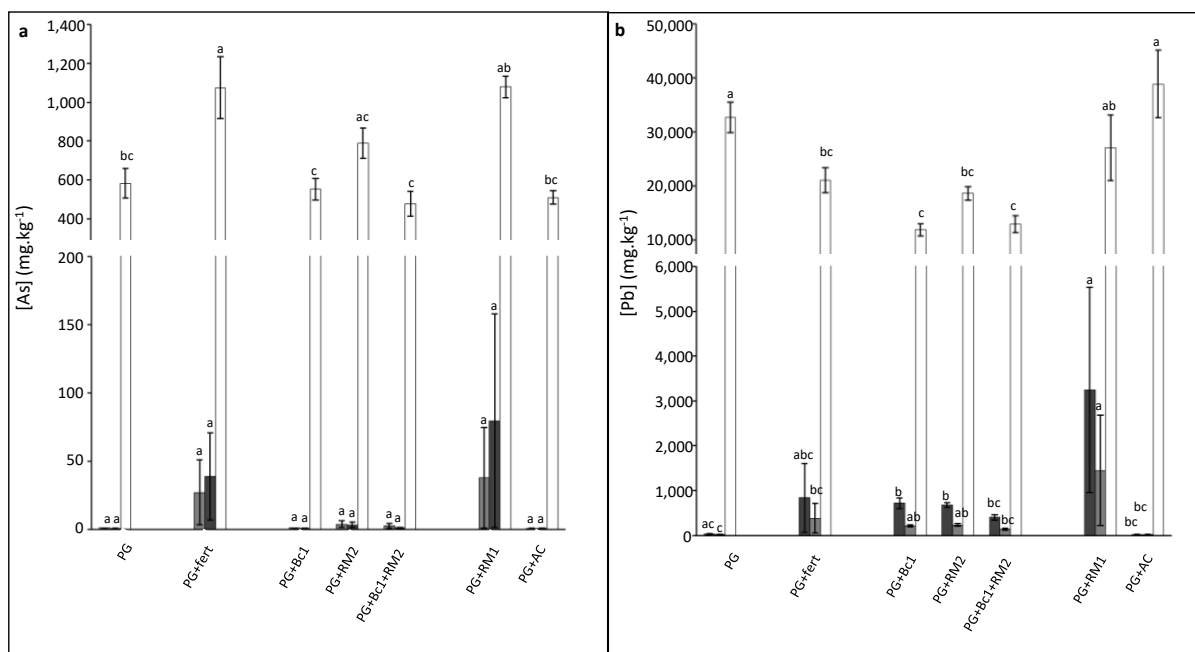 a
[As] (mg.kg-1)
1,400
1,200
1,000
800
600
400
200
150
100
50
0
bc
a
c
ac
c
ab
bc
a a
a
a
a a
a a
a a
a
a
a a
PG
PG+fert
PG+Bc1
PG+RM2
PG+Bc1+RM2
PG+RM1
PG+AC
b
[Pb] (mg.kg-1)
50,000
40,000
30,000
20,000
10,000
6,000
5,000
4,000
3,000
2,000
1,000
0
a
bc
c
bc
c
ab
a
ac
c
abc
bc
b
ab
b
ab
bc
bc
a
a
bc
bc
PG
PG+fert
PG+Bc1
PG+RM2
PG+Bc1+RM2
PG+RM1
PG+AC